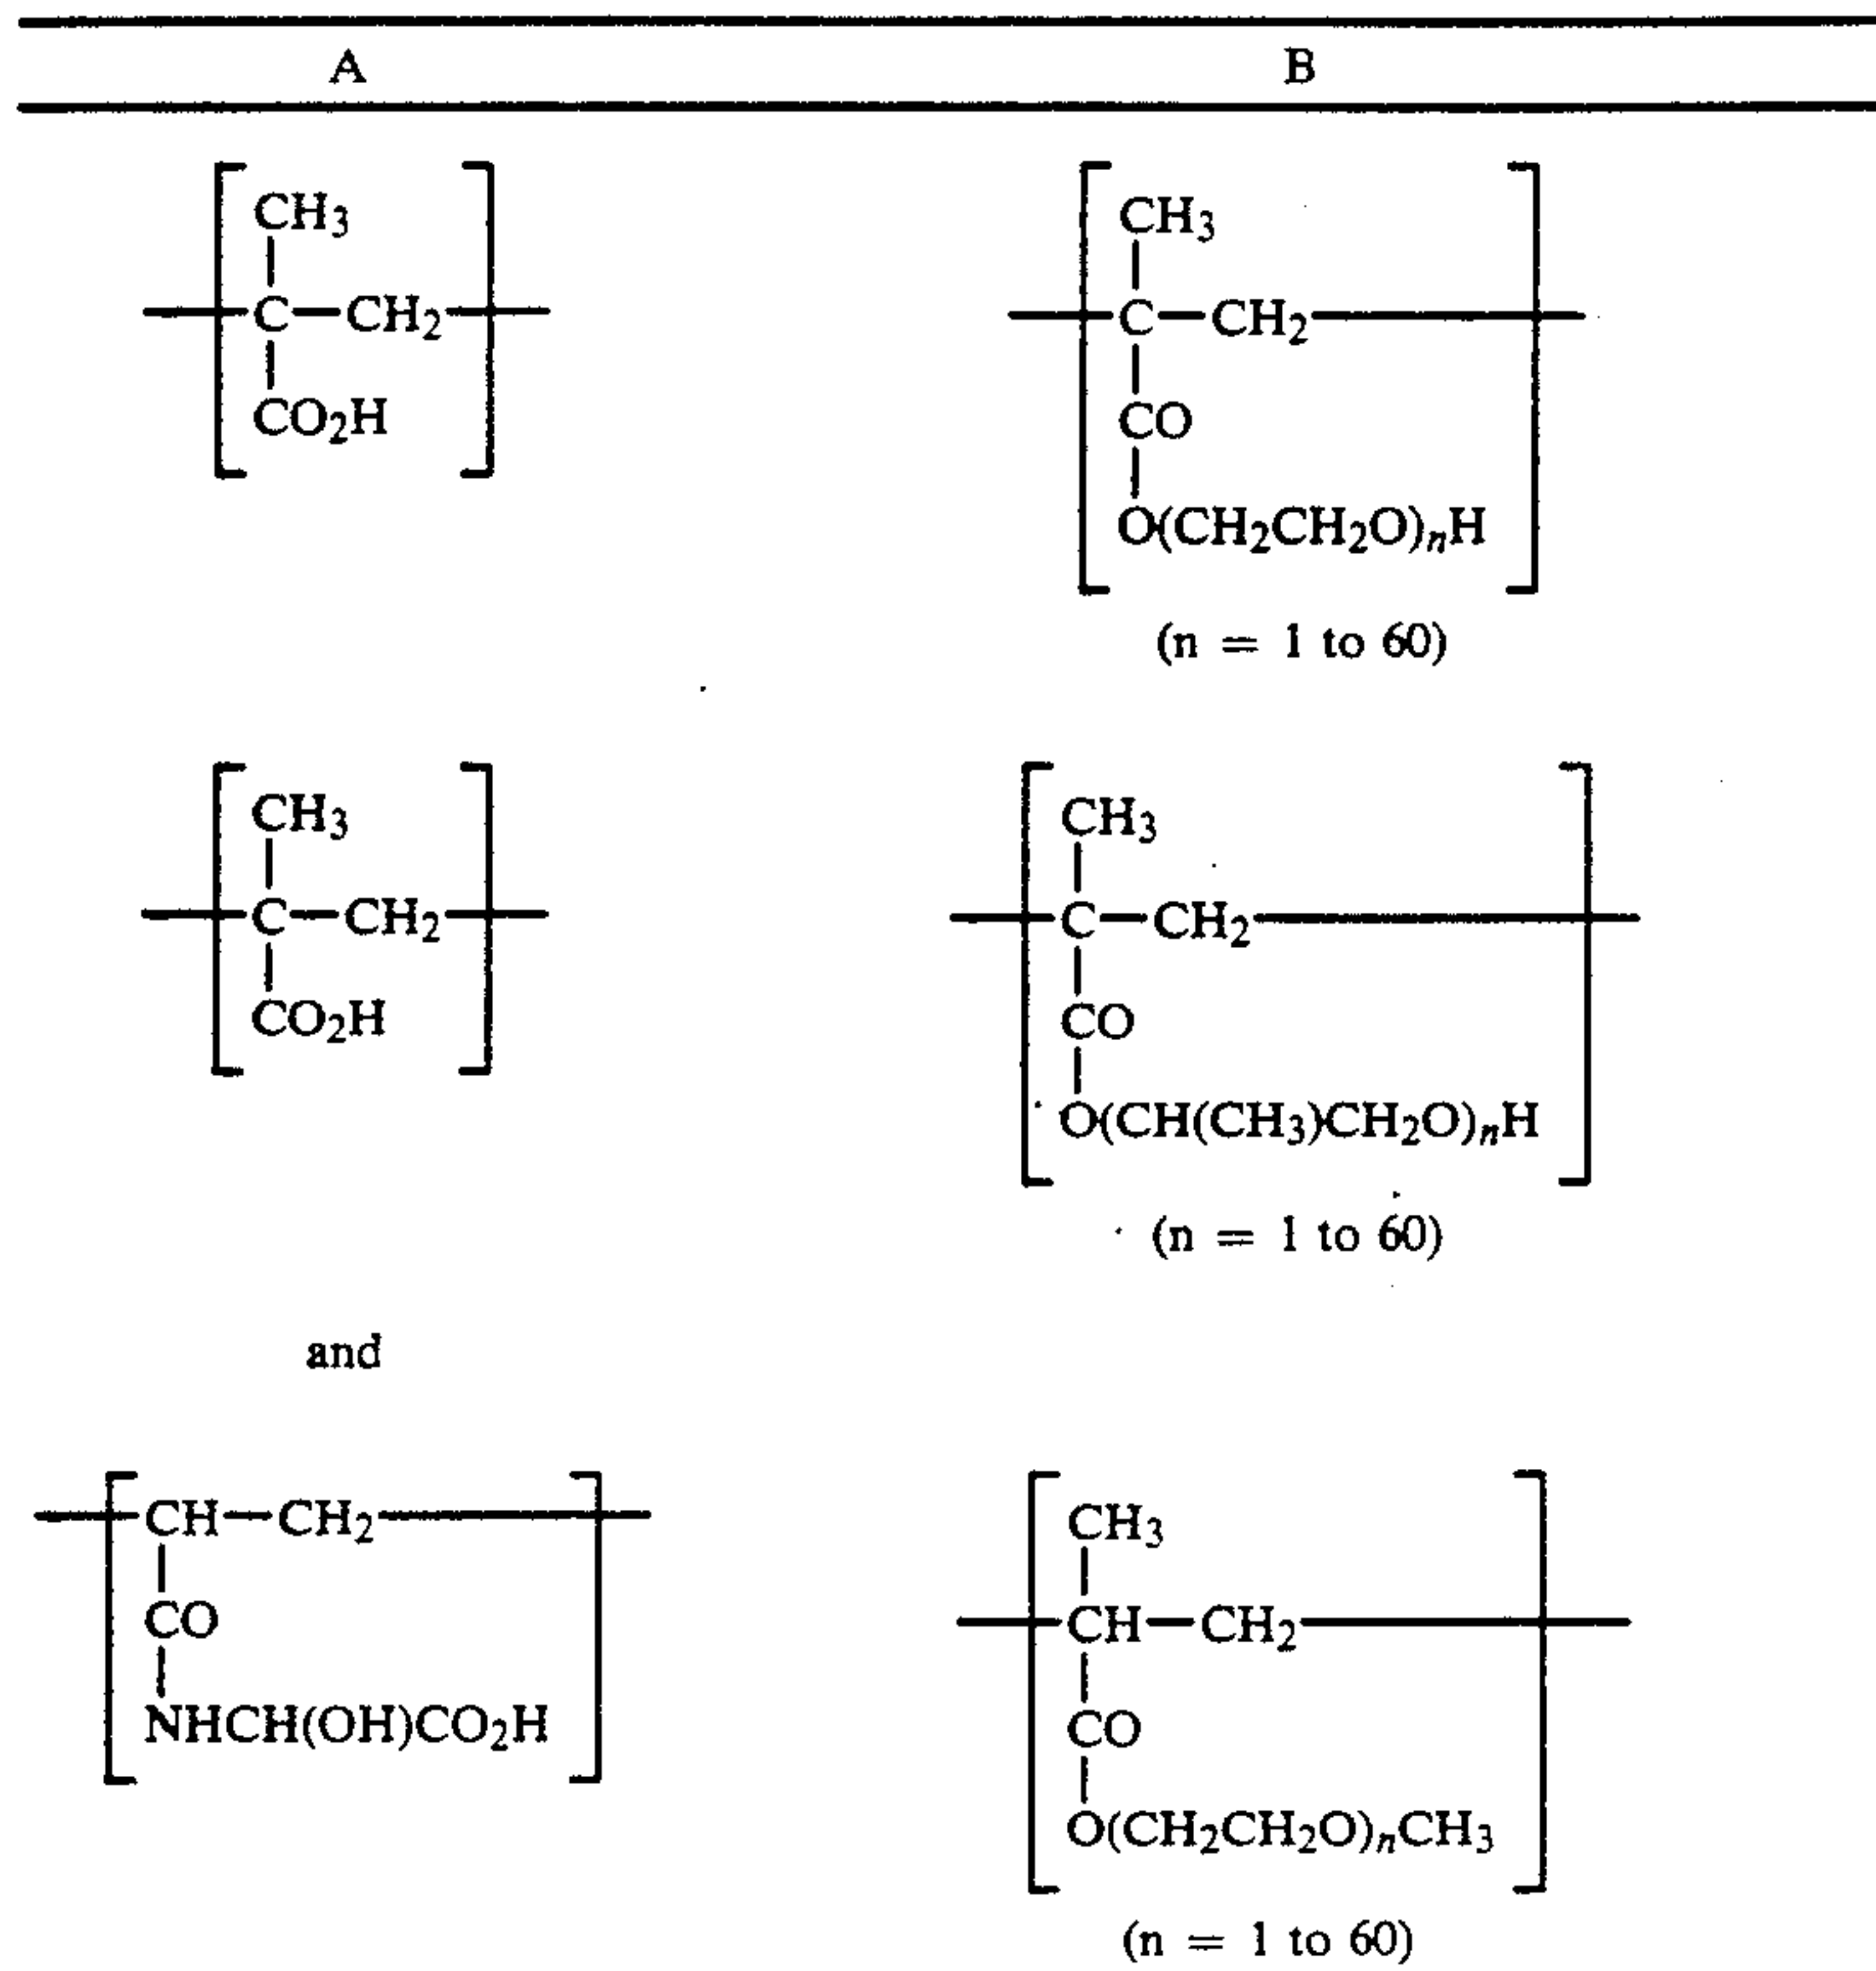 A B
CH3 CH3
C—CH2 C—CH2
CO2H CO
O(CH2CH2O)nH
(n = 1 to 60)
CH3 CH3
C—CH2 C—CH2
CO2H CO
O(CH(CH3)CH2O)nH
(n = 1 to 60)
and
CH—CH2 CH3
CO CH—CH2
NHCH(OH)CO2H CO
O(CH2CH2O)nCH3
(n = 1 to 60)